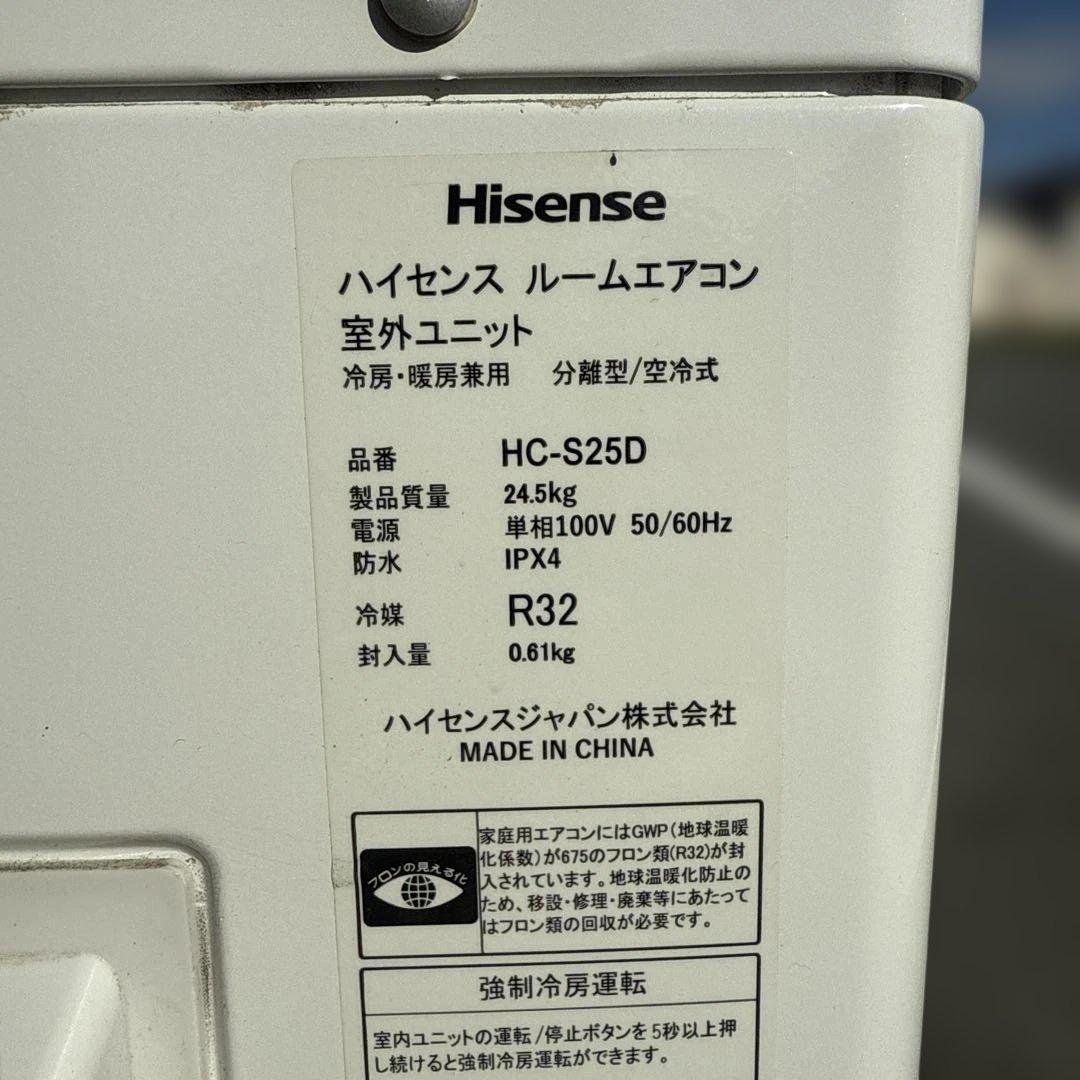 Hisense
ハイセンス ルームエアコン
室外ユニット
冷房・暖房兼用 分離型/空冷式
品番 HC-S25D
製品質量 24.5kg
電源 単相100V 50/60Hz
防水 IPX4
冷媒 R32
封入量 0.61kg
ハイセンスジャパン株式会社
MADE IN CHINA
フロンの見える化
家庭用エアコンにはGWP(地球温暖
化係数)が675のフロン類(R32)が封
入されています。地球温暖化防止の
ため、移設・修理・廃棄等にあたって
はフロン類の回収が必要です。
強制冷房運転
室内ユニットの運転/停止ボタンを5秒以上押
し続けると強制冷房運転ができます。